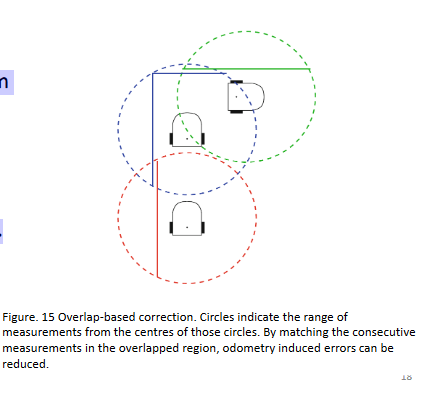 n
Figure. 15 Overlap-based correction. Circles indicate the range of
measurements from the centres of those circles. By matching the consecutive
measurements in the overlapped region, odometry induced errors can be
reduced.